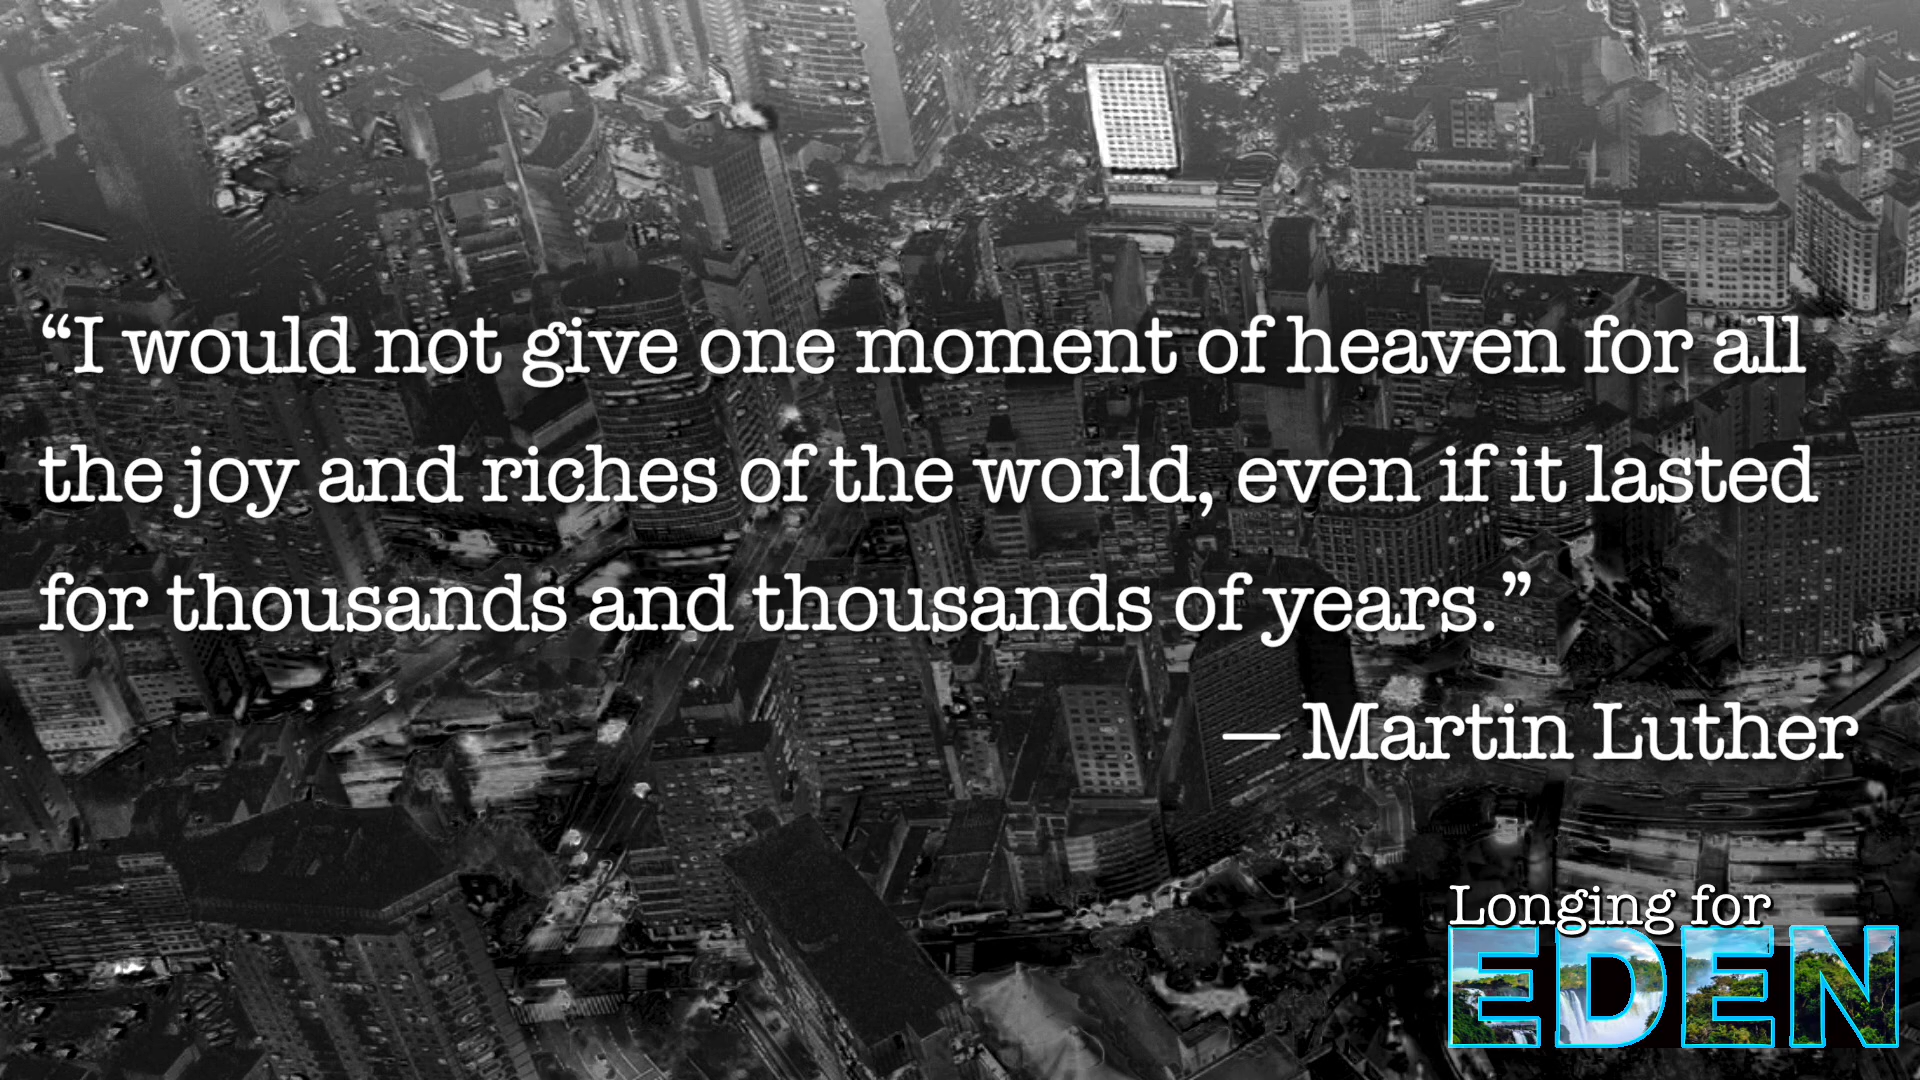 “I would not give one moment of heaven for all
the joy and riches of the world, even if it lasted
for thousands and thousands of years.”
— Martin Luther
Longing for
EDEN